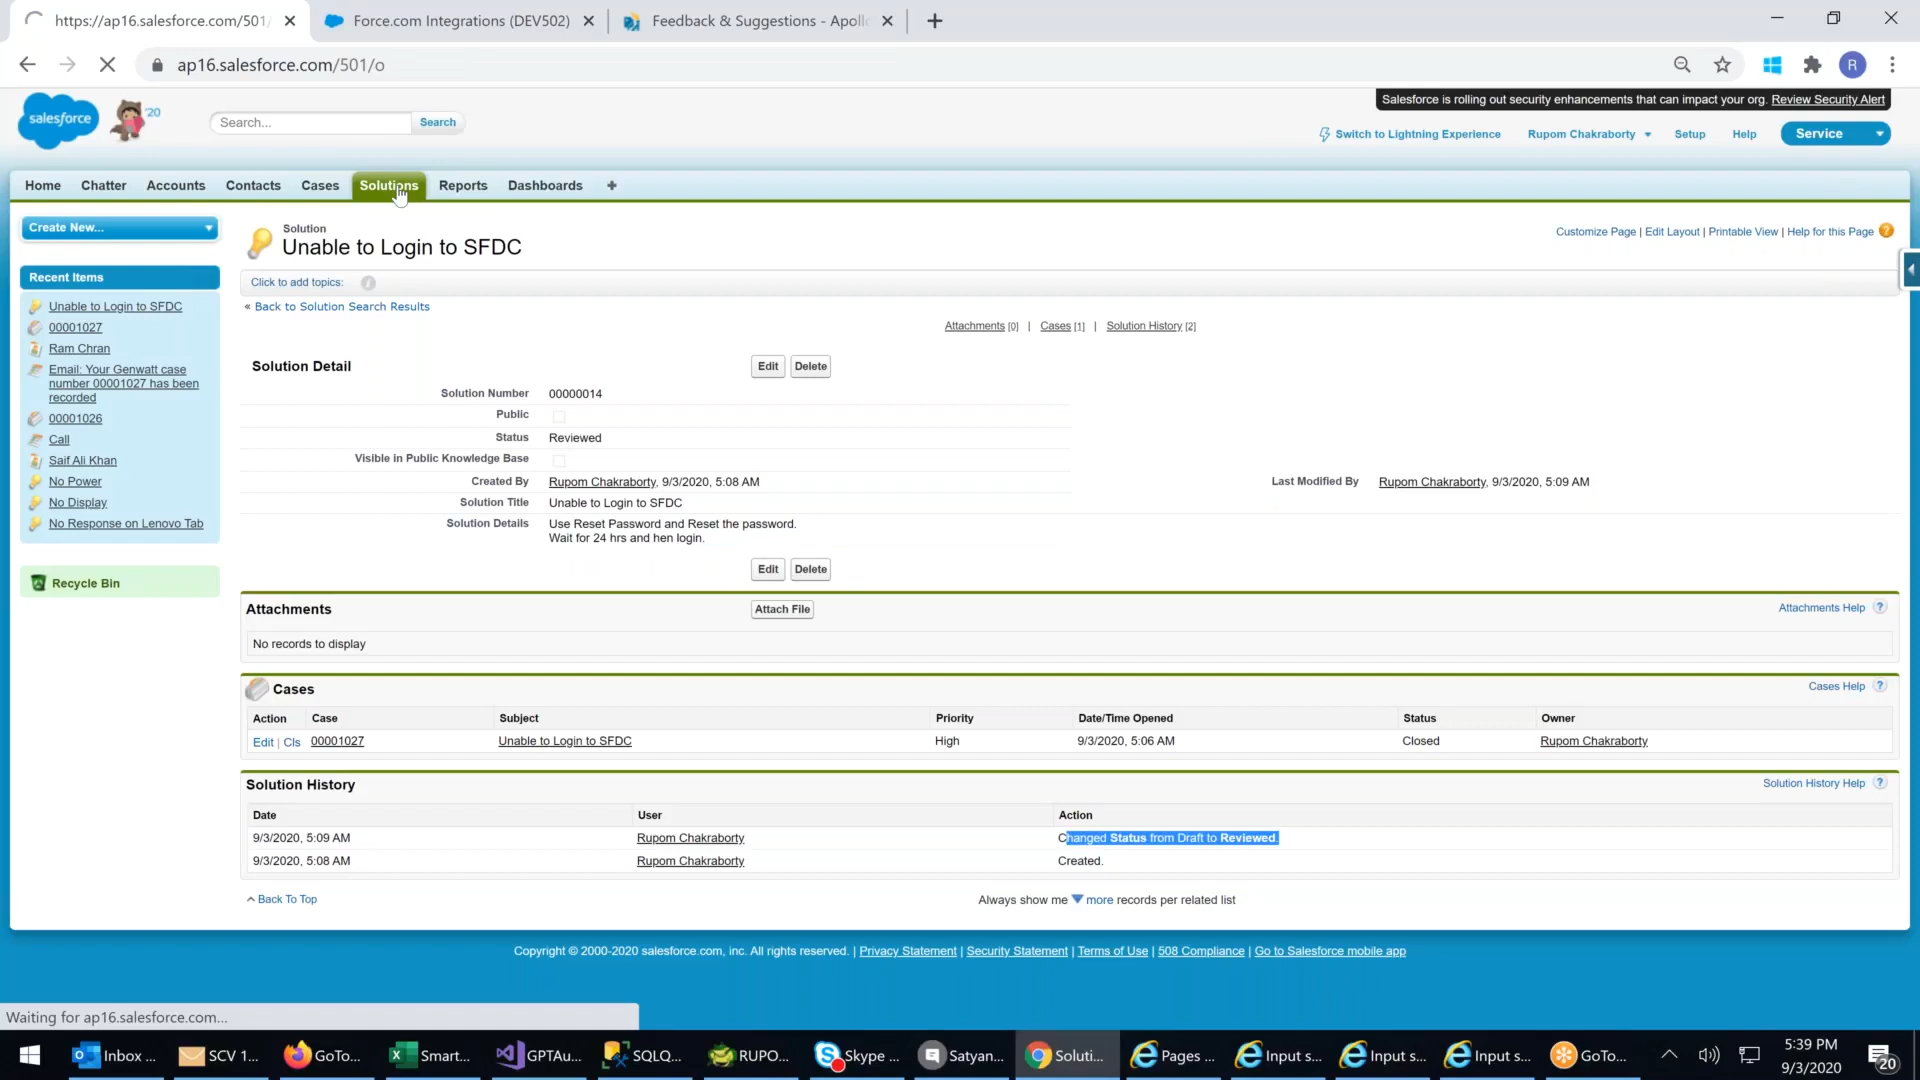 https://ap16.salesforce.com/501/
Force.com Integrations (DEV502)
Feedback & Suggestions - Apoll
ap16.salesforce.com/501/o
R
salesforce
'20
Search...
Search
Salesforce is rolling out security enhancements that can impact your org. Review Security Alert
Switch to Lightning Experience
Rupom Chakraborty
Setup
Help
Service
Home
Chatter
Accounts
Contacts
Cases
Solutions
Reports
Dashboards
Create New...
Recent Items
Unable to Login to SFDC
00001027
Ram Chran
Email: Your Genwatt case
number 00001027 has been
recorded
00001026
Call
Saif Ali Khan
No Power
No Display
No Response on Lenovo Tab
Recycle Bin
Solution
Unable to Login to SFDC
Customize Page | Edit Layout | Printable View | Help for this Page
Click to add topics:
« Back to Solution Search Results
Attachments [0] | Cases [1] | Solution History [2]
Solution Detail
Edit
Delete
Solution Number 00000014
Public
Status Reviewed
Visible in Public Knowledge Base
Created By Rupom Chakraborty, 9/3/2020, 5:08 AM
Last Modified By Rupom Chakraborty, 9/3/2020, 5:09 AM
Solution Title Unable to Login to SFDC
Solution Details Use Reset Password and Reset the password.
Wait for 24 hrs and hen login.
Edit
Delete
Attachments
Attach File
Attachments Help
No records to display
Cases
Cases Help
Action Case Subject Priority Date/Time Opened Status Owner
Edit | Cls 00001027 Unable to Login to SFDC High 9/3/2020, 5:06 AM Closed Rupom Chakraborty
Solution History
Solution History Help
Date User Action
9/3/2020, 5:09 AM Rupom Chakraborty Changed Status from Draft to Reviewed.
9/3/2020, 5:08 AM Rupom Chakraborty Created.
Back To Top
Always show me more records per related list
Copyright © 2000-2020 salesforce.com, inc. All rights reserved. | Privacy Statement | Security Statement | Terms of Use | 508 Compliance | Go to Salesforce mobile app
Waiting for ap16.salesforce.com...
Inbox ...
SCV 1...
GoTo...
Smart...
GPTAu...
SQLQ...
RUPO...
Skype ...
Satyan...
Soluti...
Pages ...
Input s...
Input s...
Input s...
GoTo...
5:39 PM
9/3/2020
20